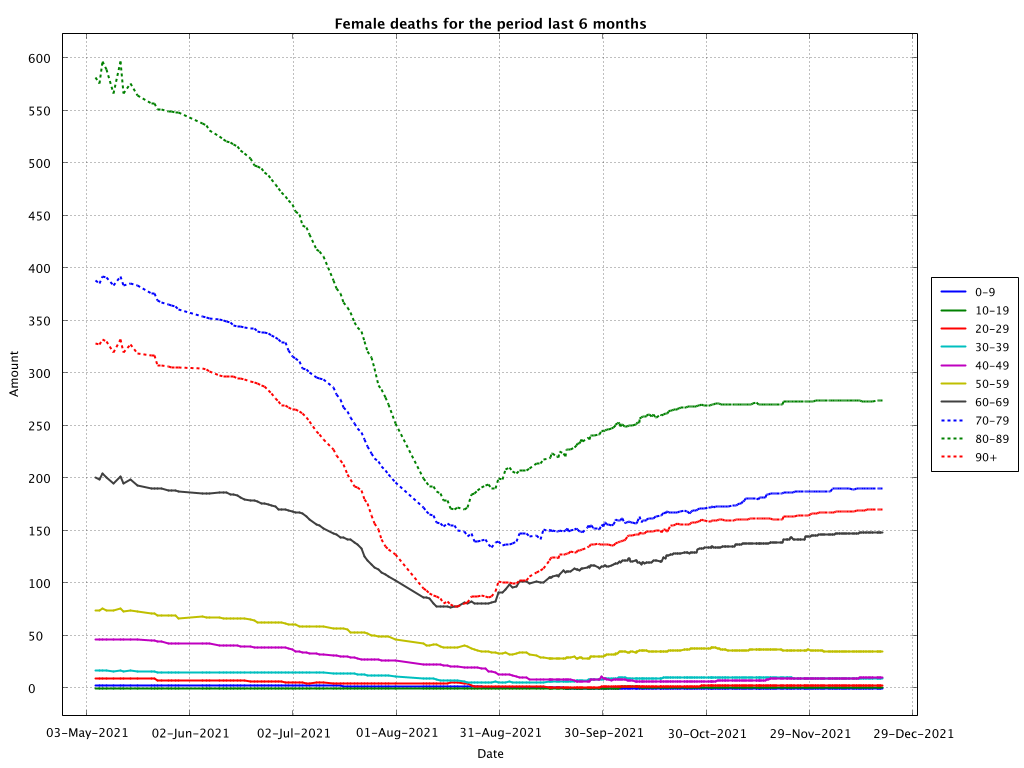 Female deaths for the period last 6 months
Amount
600
550
500
450
400
350
300
250
200
150
100
50
0
03-May-2021
02-Jun-2021
02-Jul-2021
01-Aug-2021
31-Aug-2021
30-Sep-2021
30-Oct-2021
29-Nov-2021
29-Dec-2021
Date
0-9
10-19
20-29
30-39
40-49
50-59
60-69
70-79
80-89
90+